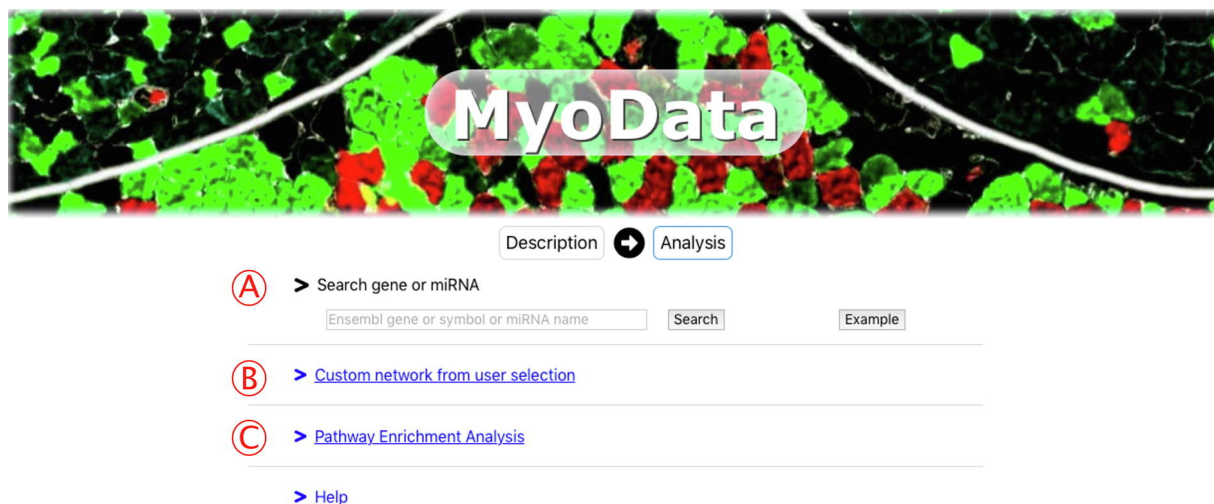 MyoData
Description Analysis
Ⓐ > Search gene or miRNA
Ensembl gene or symbol or miRNA name Search Example
Ⓑ > Custom network from user selection
Ⓒ > Pathway Enrichment Analysis
> Help